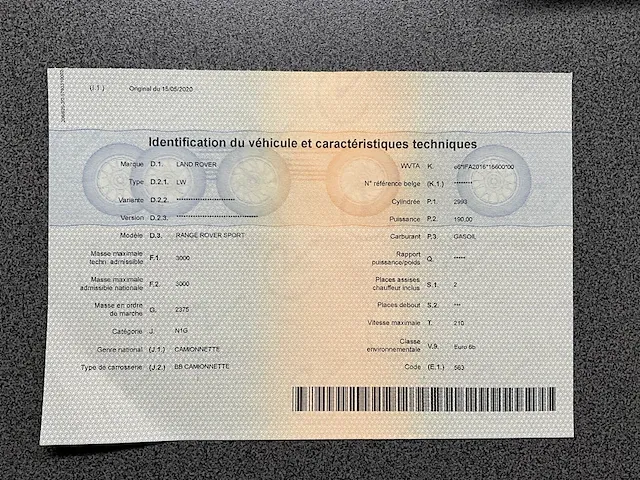 (I.1.) Original du 15/05/2020
Identification du véhicule et caractéristiques techniques
Marque D.1. LAND ROVER
Type D.2.1. LW
Variante D.2.2. ********************
Version D.2.3. ****************************
Modèle D.3. RANGE ROVER SPORT
Masse maximale
techn. admissible F.1. 3000
Masse maximale
admissible nationale F.2. 3000
Masse en ordre
de marche G. 2375
Catégorie J. N1G
Genre national (J.1.) CAMIONNETTE
Type de carrosserie (J.2.) BB CAMIONNETTE
WVTA K.
N° référence belge (K.1.) *******
Cylindrée P.1. 2993
Puissance P.2. 190,00
Carburant P.3. GASOIL
Rapport
puissance/poids Q. *****
Places assises
chauffeur inclus S.1. 2
Places debout S.2. ***
Vitesse maximale T. 210
Classe
environnementale V.9. Euro 6b
Code (E.1.) 563